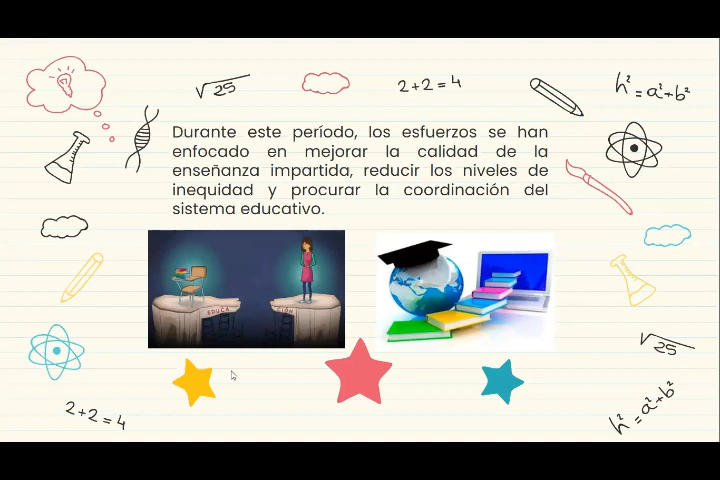 √25
2+2=4
h²=a²+b²
Durante este período, los esfuerzos se han
enfocado en mejorar la calidad de la
enseñanza impartida, reducir los niveles de
inequidad y procurar la coordinación del
sistema educativo.
EDUCA
CIÓN
√25
2+2=4
h²=a²+b²